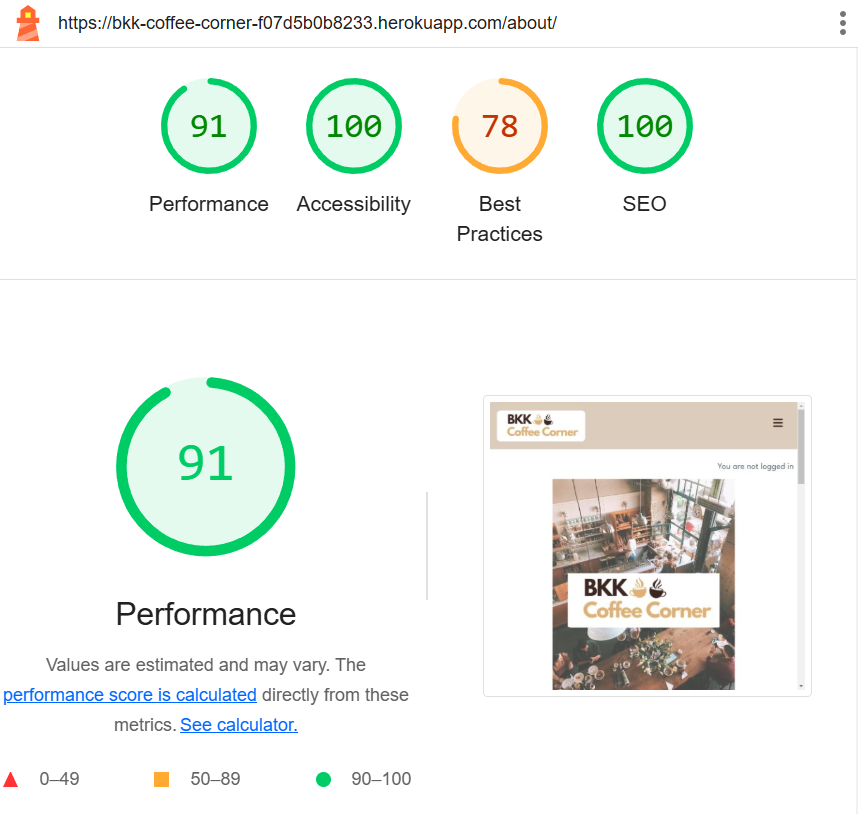 https://bkk-coffee-corner-f07d5b0b8233.herokuapp.com/about/
91
100
78
100
Performance
Accessibility
Best
Practices
SEO
91
Performance
Values are estimated and may vary. The
performance score is calculated directly from these
metrics. See calculator.
0–49
50–89
90–100
BKK
Coffee Corner
You are not logged in
BKK
Coffee Corner